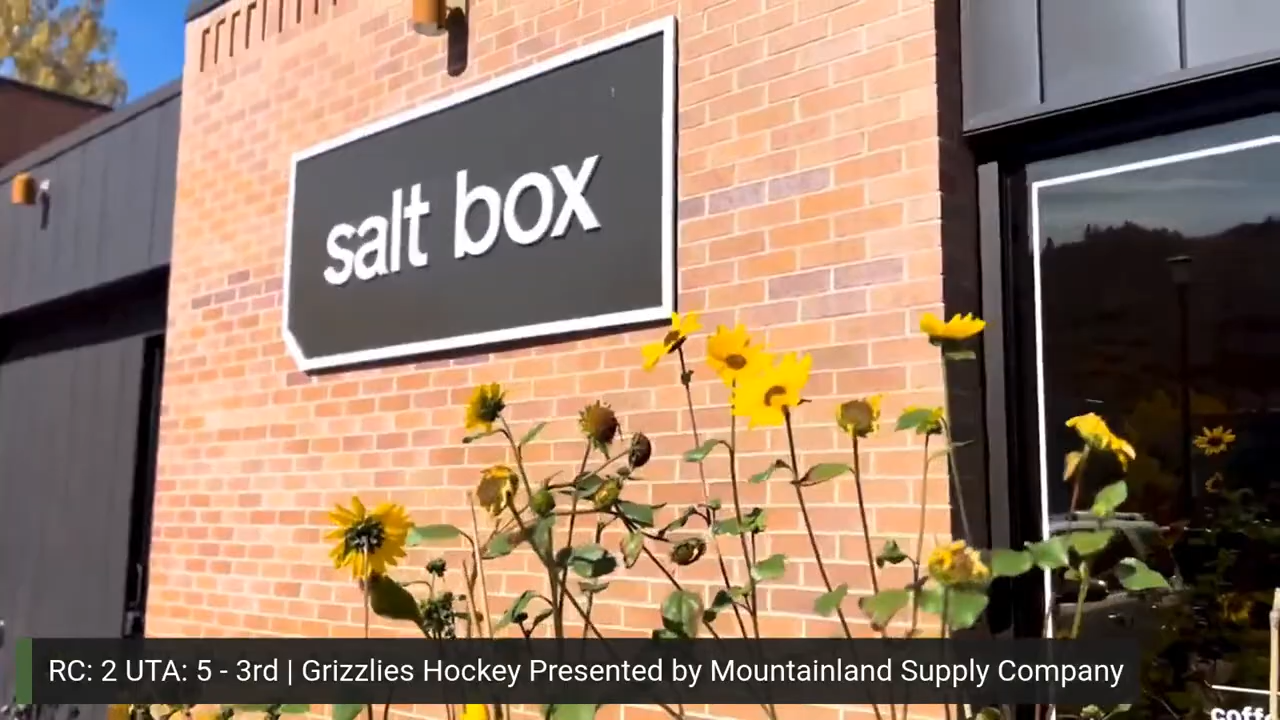 salt box
RC: 2 UTA: 5 - 3rd | Grizzlies Hockey Presented by Mountainland Supply Company